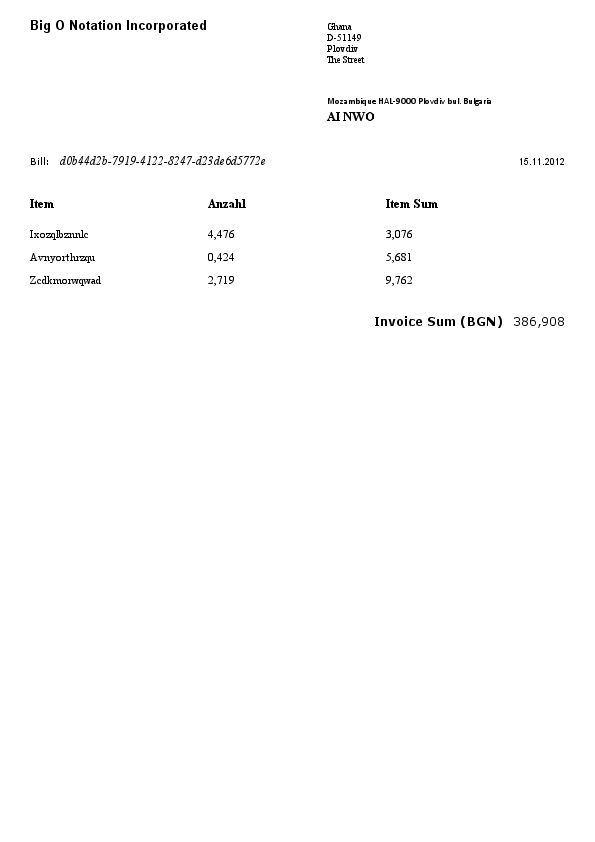 Big O Notation Incorporated
Ghana
D-51149
Plovdiv
The Street
Mozambique HAL-9000 Plovdiv bul. Bulgaria
AI NWO
Bill: d0b44d2b-7919-4122-8247-d23de6d5772e 15.11.2012
Item Anzahl Item Sum
Ixozqlbznnlc 4,476 3,076
Avnyorthrzqu 0,424 5,681
Zcdkmorwqwad 2,719 9,762
Invoice Sum (BGN) 386,908